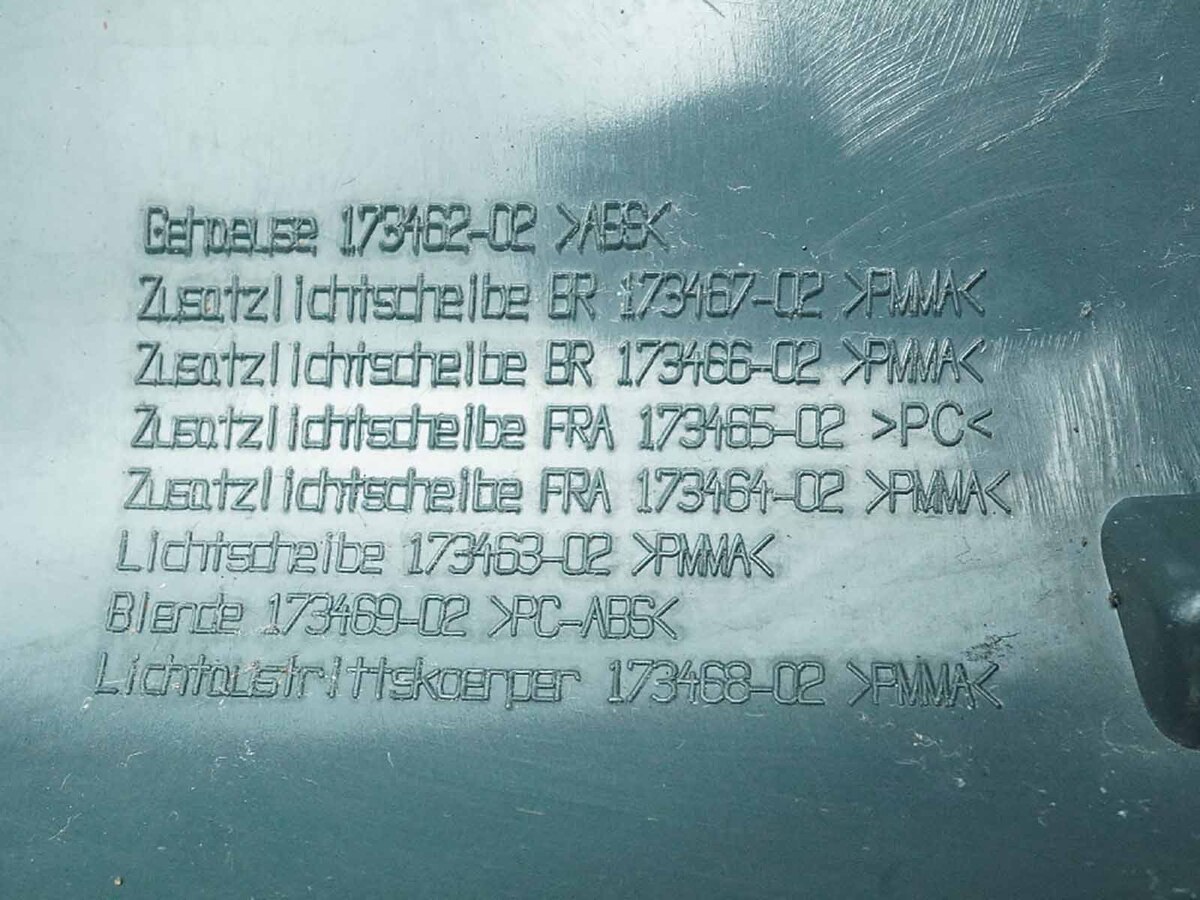 Gehaeuse 173462-02 >ABS<
Zusatzlichtscheibe BR 173467-02 >PMMA<
Zusatzlichtscheibe BR 173466-02 >PMMA<
Zusatzlichtscheibe FRA 173465-02 >PC<
Zusatzlichtscheibe FRA 173464-02 >PMMA<
Lichtscheibe 173463-02 >PMMA<
Blende 173469-02 >PC-ABS<
Lichtaustrittskoerper 173468-02 >PMMA<